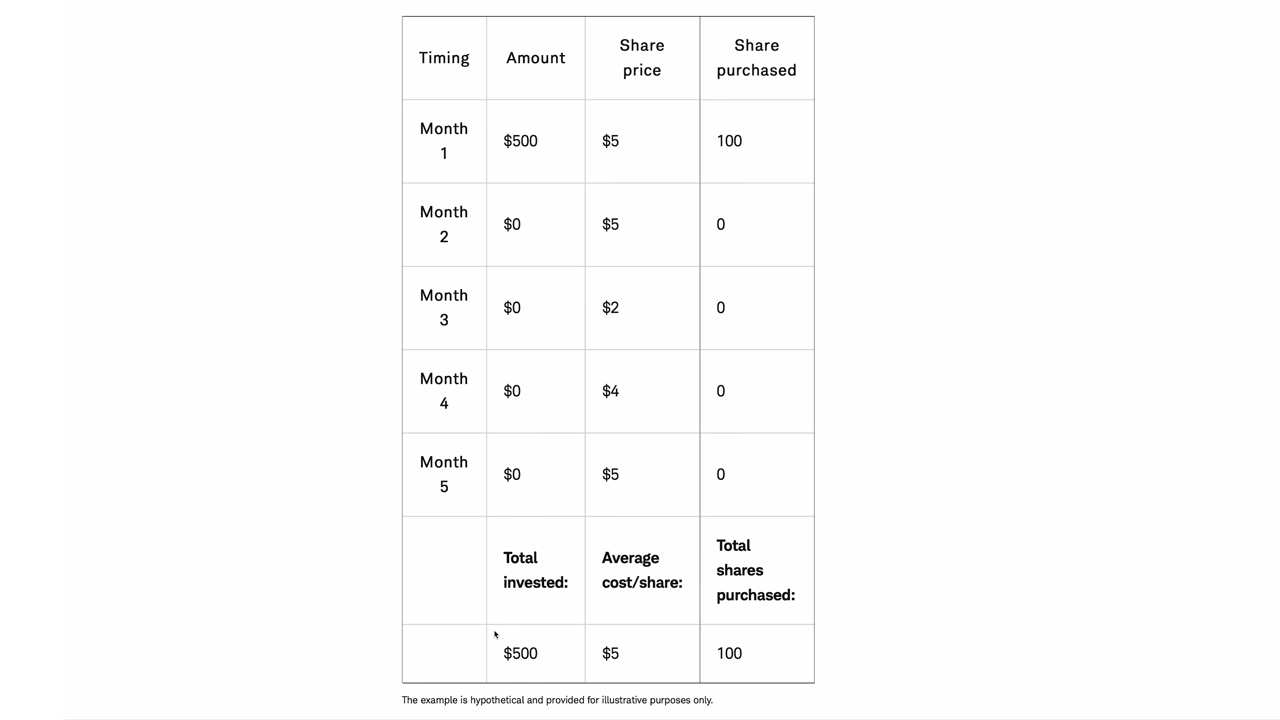 Timing Amount Share price Share purchased
Month 1 $500 $5 100
Month 2 $0 $5 0
Month 3 $0 $2 0
Month 4 $0 $4 0
Month 5 $0 $5 0
Total invested: Average cost/share: Total shares purchased:
$500 $5 100
The example is hypothetical and provided for illustrative purposes only.